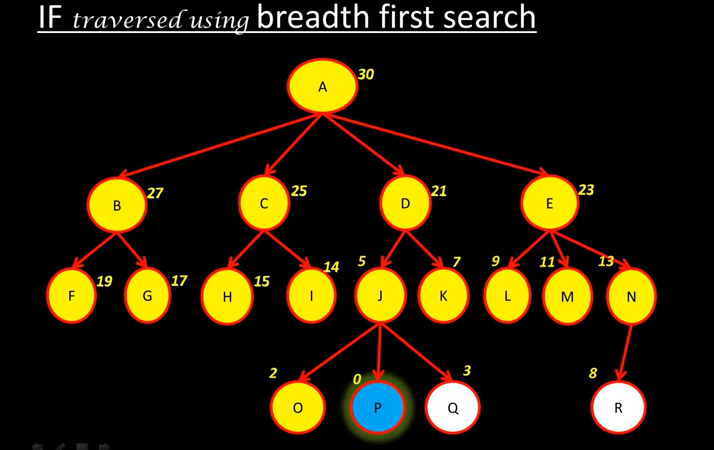 IF traversed using breadth first search
A 30
B 27 C 25 D 21 E 23
F 19 G 17 H 15 I 14 5 J K 7 9 L 11 M 13 N
2 O 0 P 3 Q 8 R